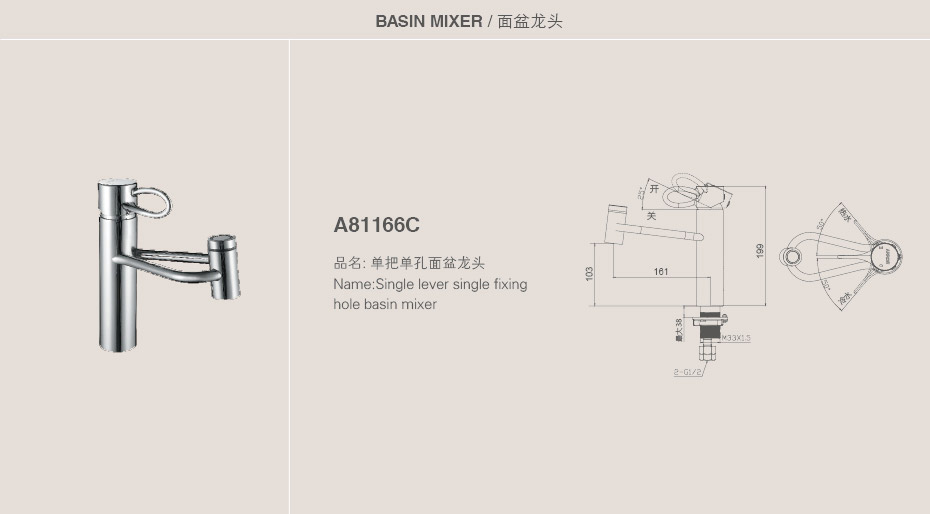 BASIN MIXER / 面盆龙头
A81166C
品名: 单把单孔面盆龙头
Name:Single lever single fixing
hole basin mixer
25°
开
关
103
161
199
最大38
M33X1.5
2-G1/2
50°
热水
50°
冷水